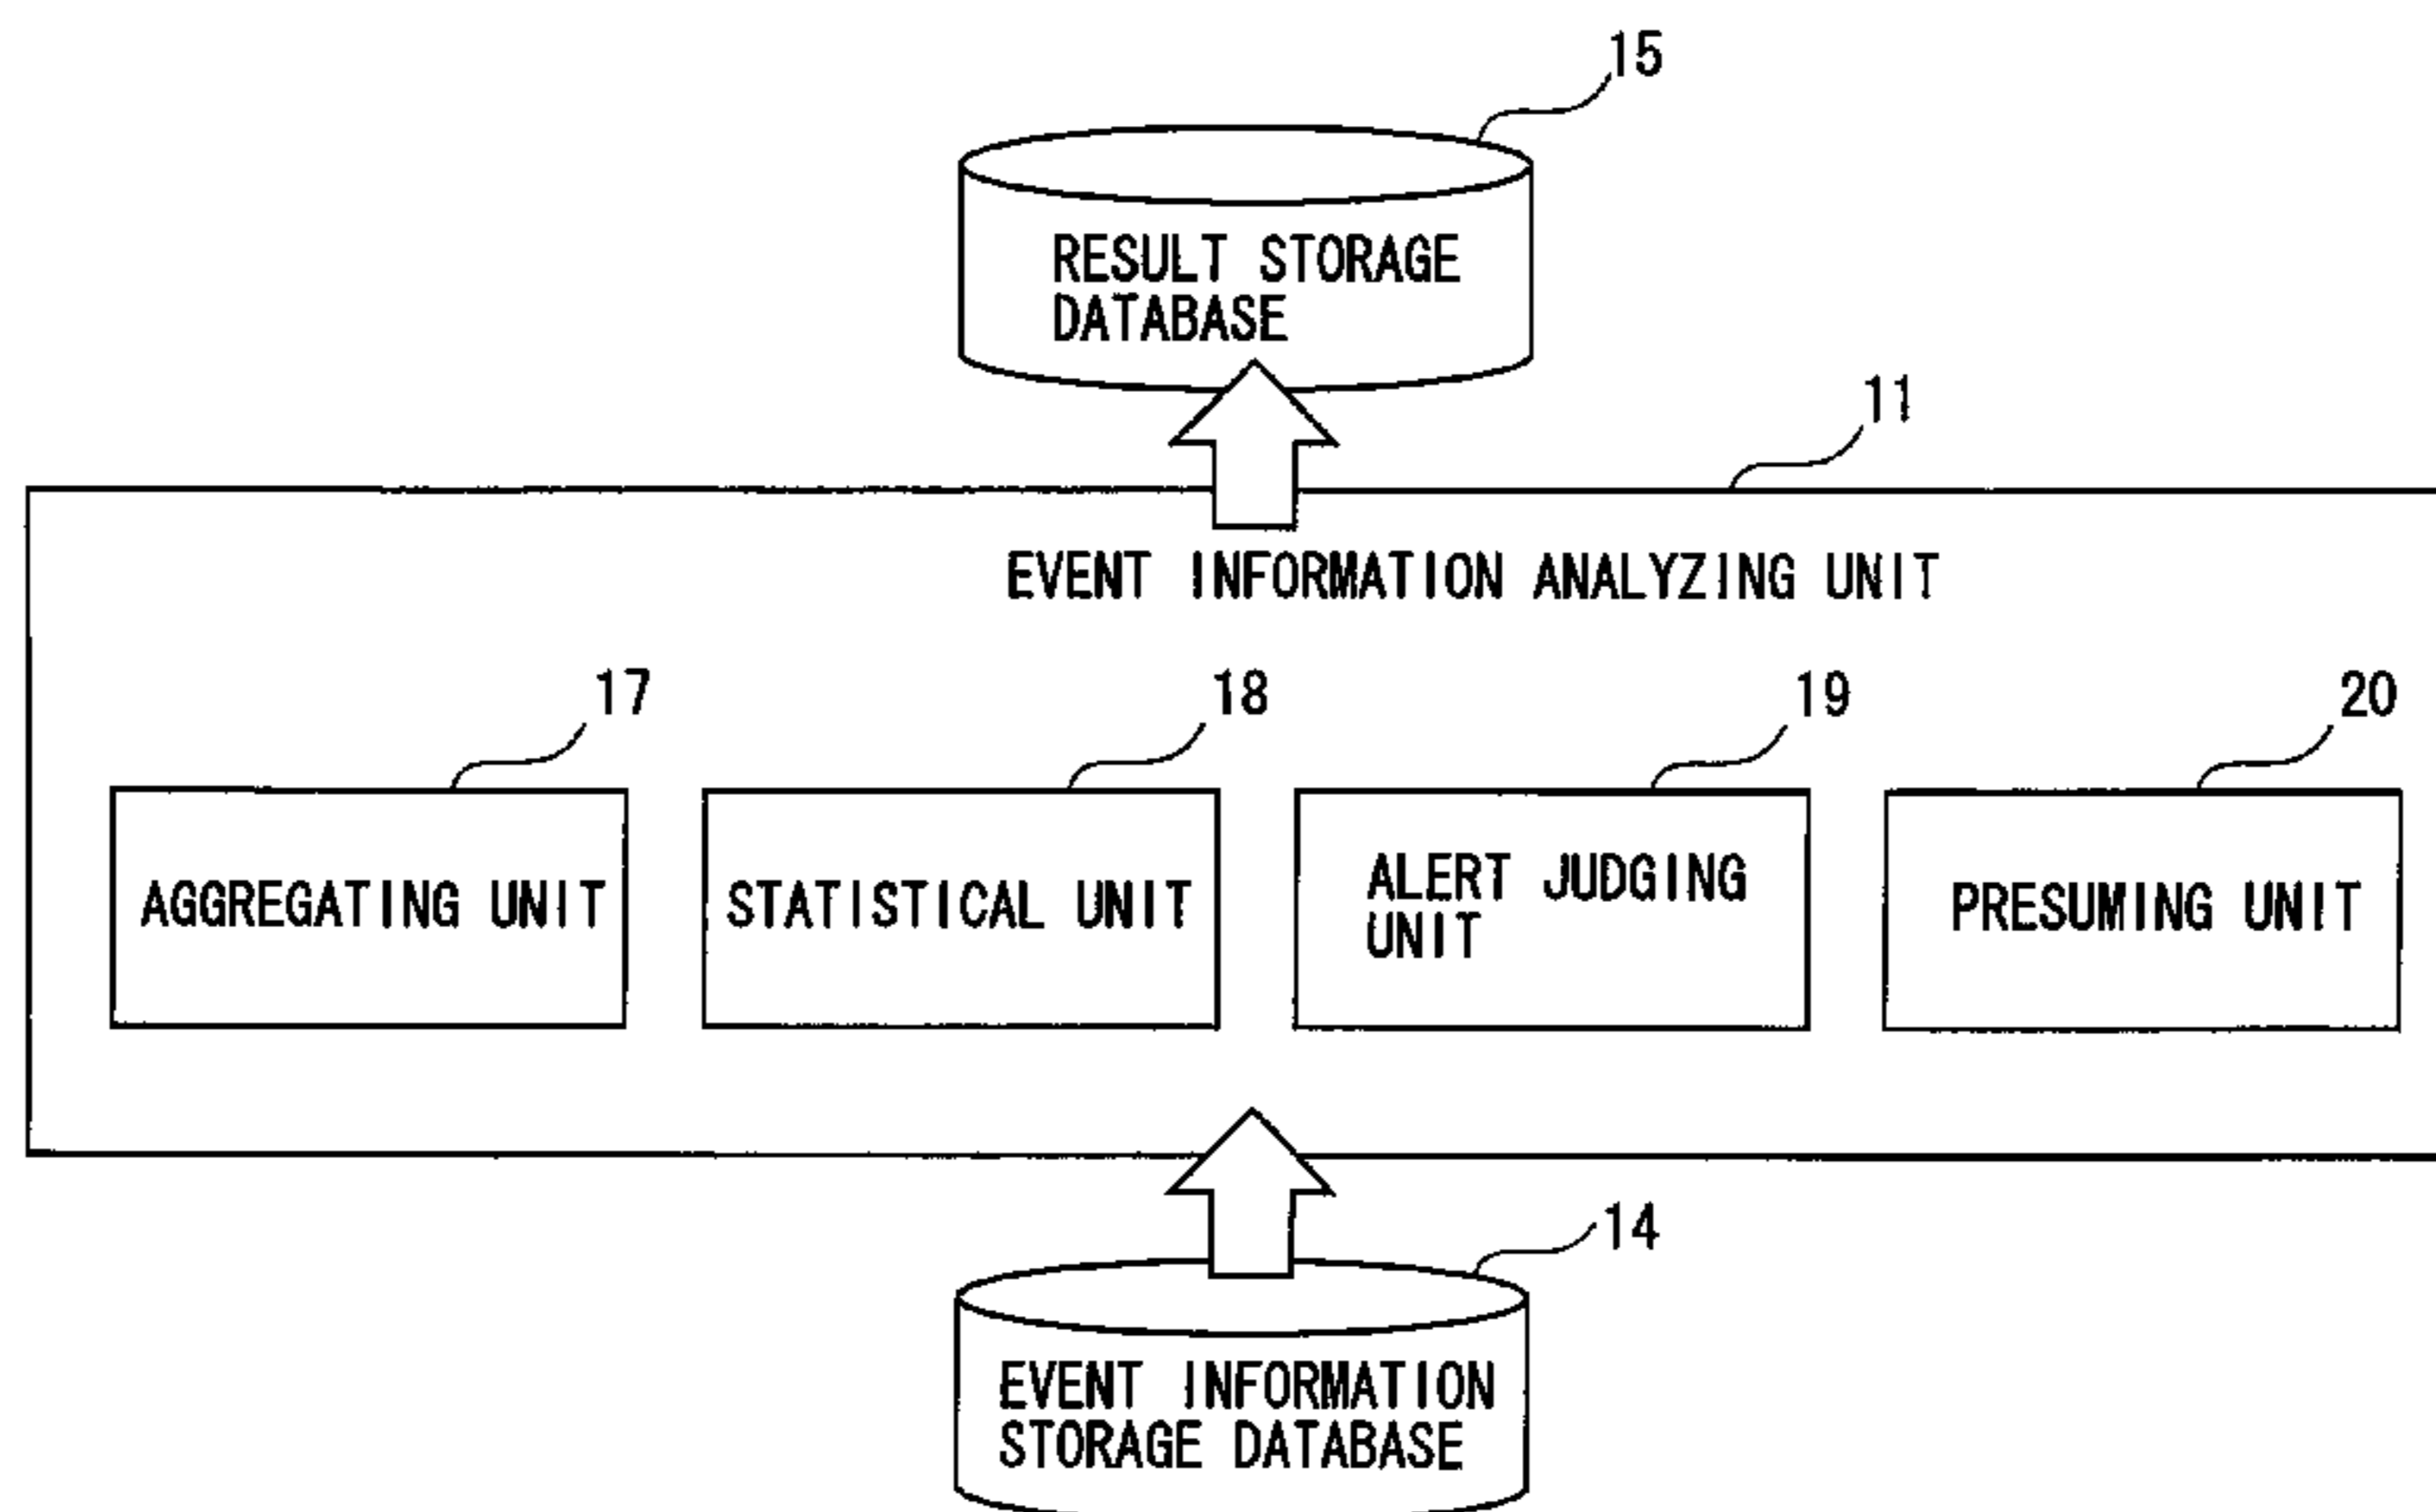 15
RESULT STORAGE
DATABASE
11
EVENT INFORMATION ANALYZING UNIT
17
18
19
20
AGGREGATING UNIT
STATISTICAL UNIT
ALERT JUDGING
UNIT
PRESUMING UNIT
14
EVENT INFORMATION
STORAGE DATABASE